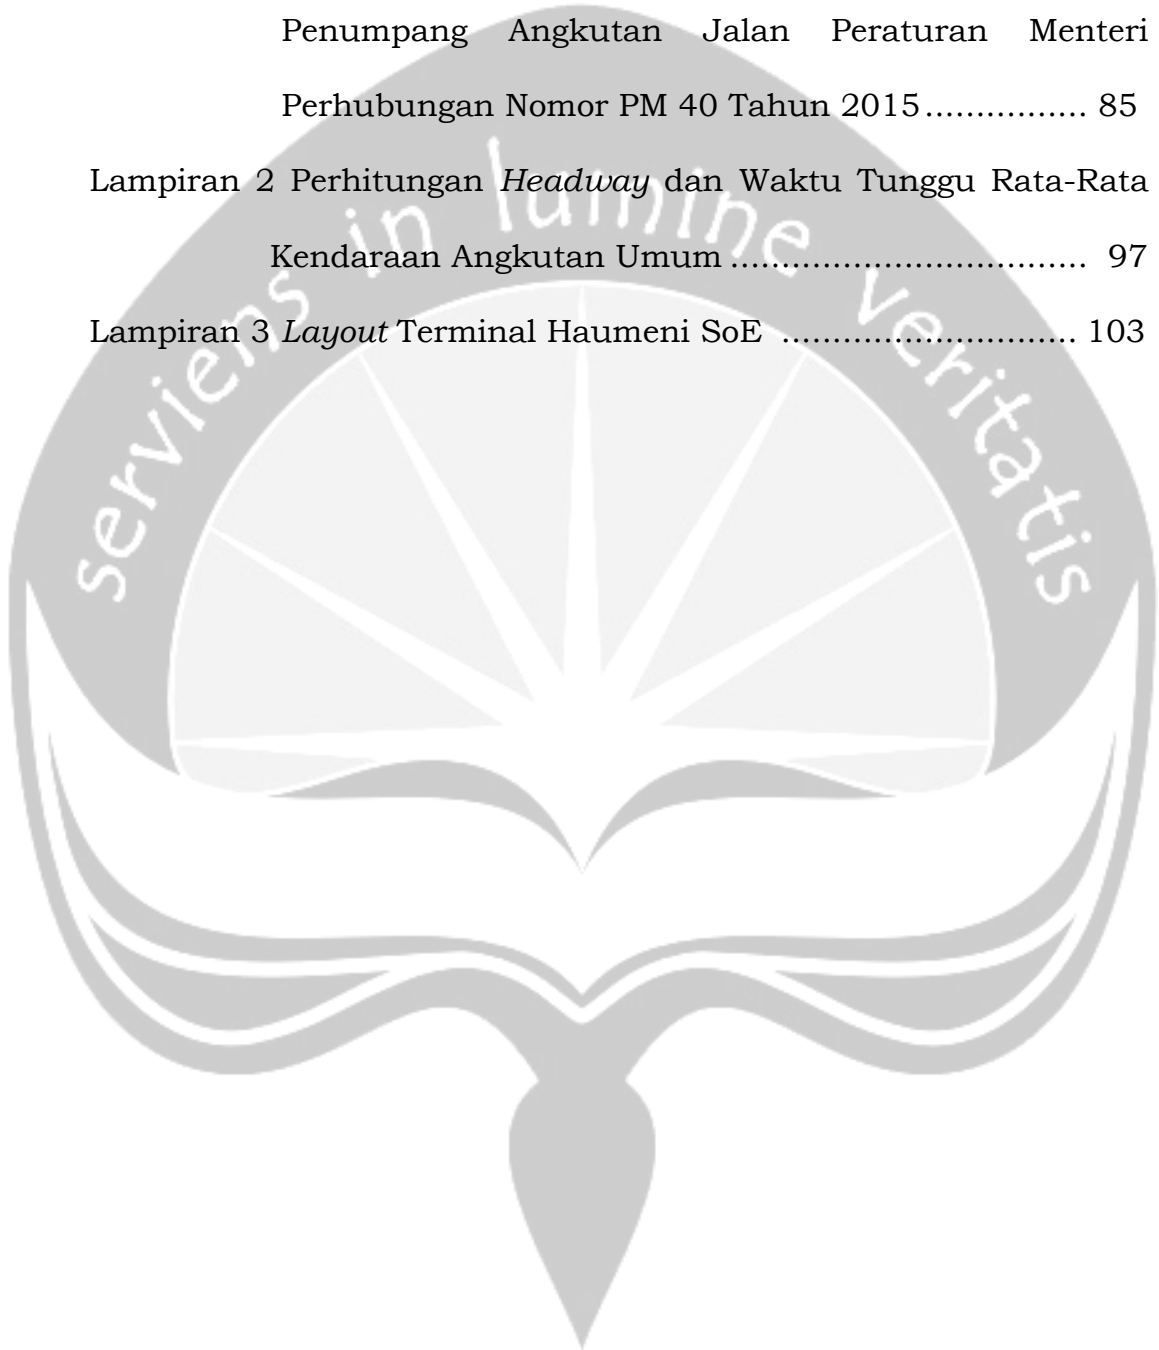 Penumpang Angkutan Jalan Peraturan Menteri
Perhubungan Nomor PM 40 Tahun 2015................ 85
Lampiran 2 Perhitungan Headway dan Waktu Tunggu Rata-Rata
Kendaraan Angkutan Umum ................................... 97
Lampiran 3 Layout Terminal Haumeni SoE ............................. 103
serviens in lumine veritatis